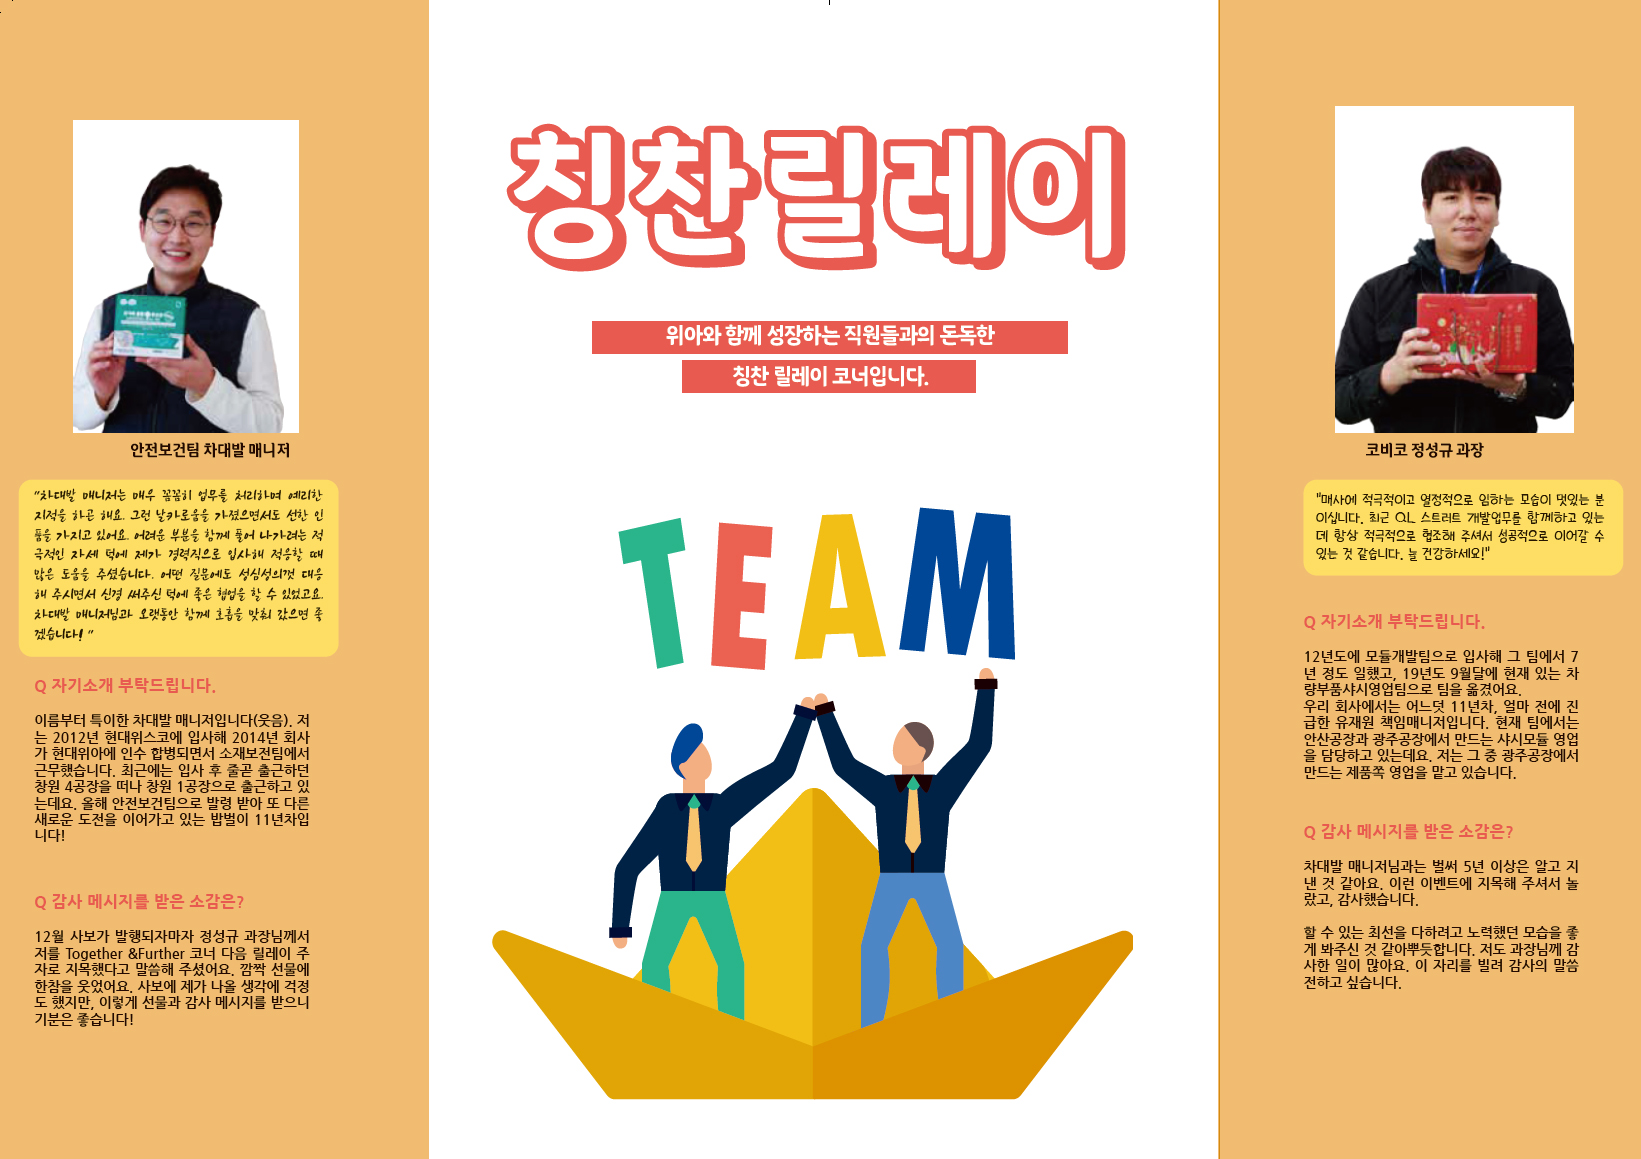 칭찬릴레이
위아와 함께 성장하는 직원들과의 돈독한
칭찬 릴레이 코너입니다.
TEAM
안전보건팀 차대발 매니저
"차대발 매니저는 매우 꼼꼼히 업무를 처리하며 예리한
지적을 하곤 해요. 그런 날카로움을 가졌으면서도 선한 인
품을 가지고 있어요. 어려운 부분을 함께 풀어 나가려는 적
극적인 자세 덕에 제가 경력직으로 입사해 적응할 때
많은 도움을 주셨습니다. 어떤 질문에도 성심성의껏 대응
해 주시면서 신경 써주신 덕에 좋은 협업을 할 수 있었고요.
차대발 매니저님과 오랫동안 함께 호흡을 맞춰 갔으면 좋
겠습니다! "
Q 자기소개 부탁드립니다.
이름부터 특이한 차대발 매니저입니다(웃음). 저
는 2012년 현대위스코에 입사해 2014년 회사
가 현대위아에 인수 합병되면서 소재보전팀에서
근무했습니다. 최근에는 입사 후 줄곧 출근하던
창원 4공장을 떠나 창원 1공장으로 출근하고 있
는데요. 올해 안전보건팀으로 발령 받아 또 다른
새로운 도전을 이어가고 있는 밥벌이 11년차입
니다!
Q 감사 메시지를 받은 소감은?
12월 사보가 발행되자마자 정성규 과장님께서
저를 Together &Further 코너 다음 릴레이 주
자로 지목했다고 말씀해 주셨어요. 깜짝 선물에
한참을 웃었어요. 사보에 제가 나올 생각에 걱정
도 했지만, 이렇게 선물과 감사 메시지를 받으니
기분은 좋습니다!
코비코 정성규 과장
"매사에 적극적이고 열정적으로 임하는 모습이 멋있는 분
이십니다. 최근 QL 스트러트 개발업무를 함께하고 있는
데 항상 적극적으로 협조해 주셔서 성공적으로 이어갈 수
있는 것 같습니다. 늘 건강하세요!"
Q 자기소개 부탁드립니다.
12년도에 모듈개발팀으로 입사해 그 팀에서 7
년 정도 일했고, 19년도 9월달에 현재 있는 차
량부품샤시영업팀으로 팀을 옮겼어요.
우리 회사에서는 어느덧 11년차, 얼마 전에 진
급한 유재원 책임매니저입니다. 현재 팀에서는
안산공장과 광주공장에서 만드는 샤시모듈 영업
을 담당하고 있는데요. 저는 그 중 광주공장에서
만드는 제품쪽 영업을 맡고 있습니다.
Q 감사 메시지를 받은 소감은?
차대발 매니저님과는 벌써 5년 이상은 알고 지
낸 것 같아요. 이런 이벤트에 지목해 주셔서 놀
랐고, 감사했습니다.
할 수 있는 최선을 다하려고 노력했던 모습을 좋
게 봐주신 것 같아뿌듯합니다. 저도 과장님께 감
사한 일이 많아요. 이 자리를 빌려 감사의 말씀
전하고 싶습니다.